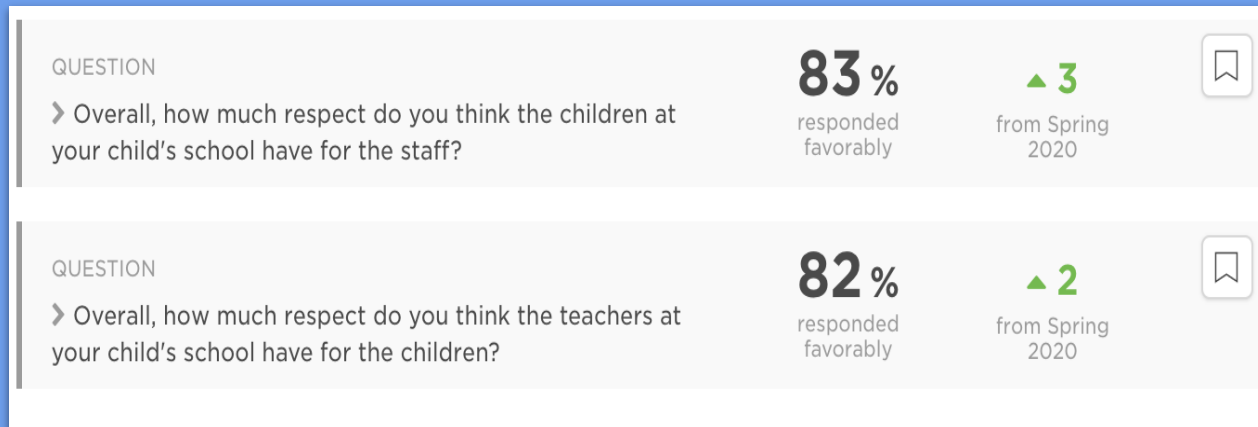 QUESTION
Overall, how much respect do you think the children at
your child's school have for the staff?
83 %
responded
favorably
3
from Spring
2020
QUESTION
Overall, how much respect do you think the teachers at
your child's school have for the children?
82 %
responded
favorably
2
from Spring
2020